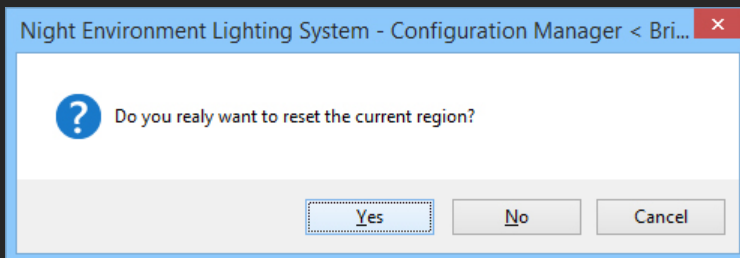 Night Environment Lighting System - Configuration Manager < Bri...
Do you realy want to reset the current region?
Yes
No
Cancel